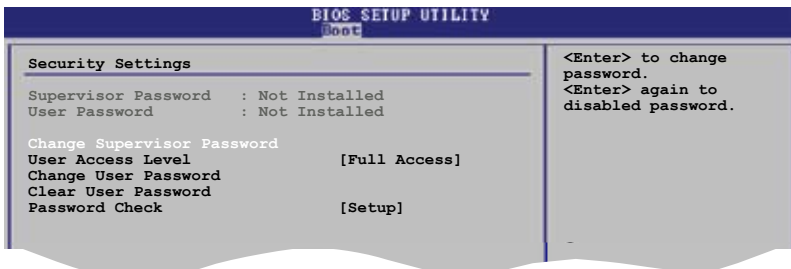 BIOS SETUP UTILITY
Boot
Security Settings
Supervisor Password : Not Installed
User Password : Not Installed
Change Supervisor Password
User Access Level [Full Access]
Change User Password
Clear User Password
Password Check [Setup]
<Enter> to change
password.
<Enter> again to
disabled password.